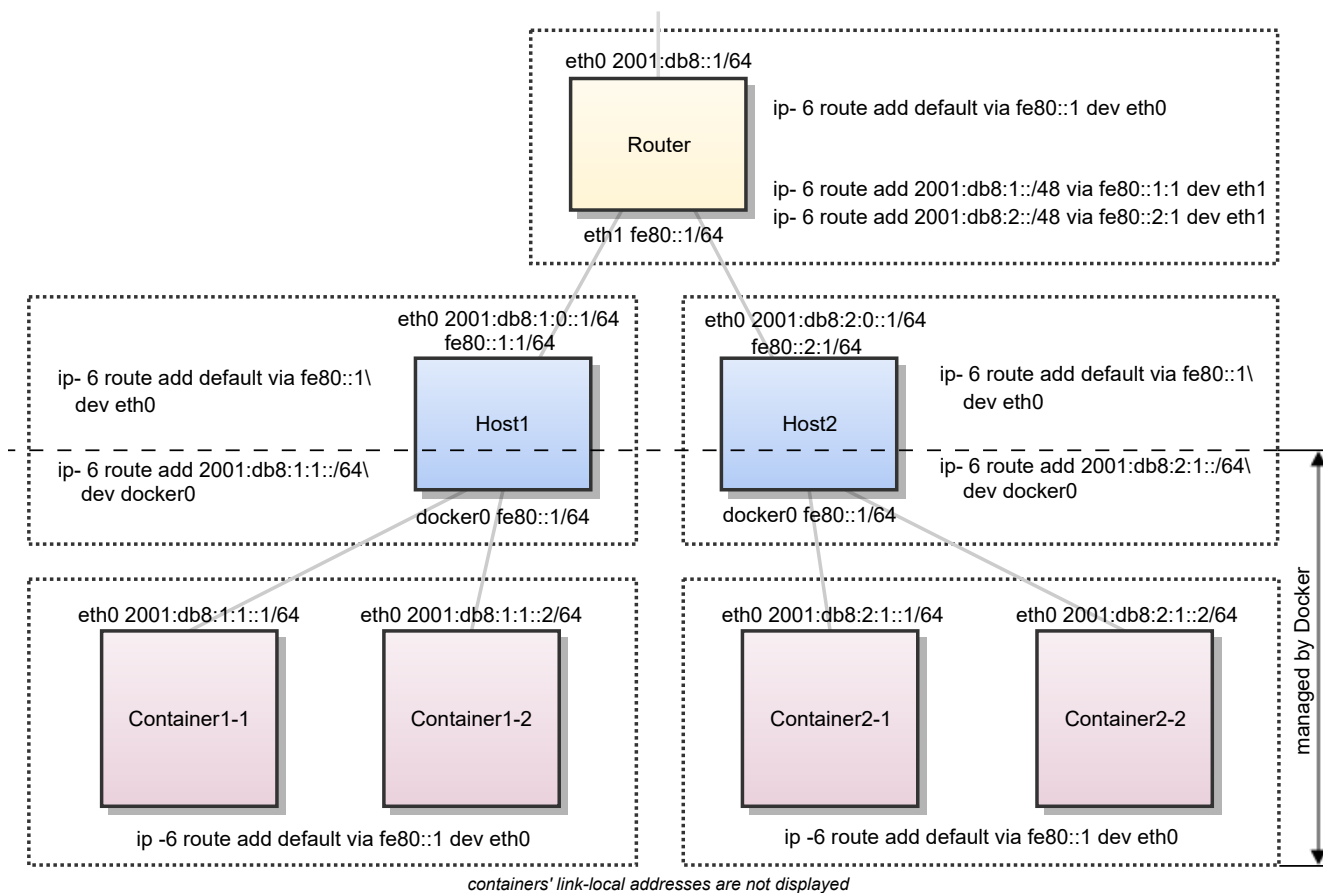 eth0 2001:db8::1/64
Router
ip- 6 route add default via fe80::1 dev eth0
ip- 6 route add 2001:db8:1::/48 via fe80::1:1 dev eth1
ip- 6 route add 2001:db8:2::/48 via fe80::2:1 dev eth1
eth1 fe80::1/64
eth0 2001:db8:1:0::1/64
fe80::1:1/64
ip- 6 route add default via fe80::1\
dev eth0
Host1
ip- 6 route add 2001:db8:1:1::/64\
dev docker0
docker0 fe80::1/64
eth0 2001:db8:2:0::1/64
fe80::2:1/64
ip- 6 route add default via fe80::1\
dev eth0
Host2
ip- 6 route add 2001:db8:2:1::/64\
dev docker0
docker0 fe80::1/64
eth0 2001:db8:1:1::1/64
eth0 2001:db8:1:1::2/64
Container1-1
Container1-2
ip -6 route add default via fe80::1 dev eth0
eth0 2001:db8:2:1::1/64
eth0 2001:db8:2:1::2/64
Container2-1
Container2-2
ip -6 route add default via fe80::1 dev eth0
managed by Docker
containers' link-local addresses are not displayed